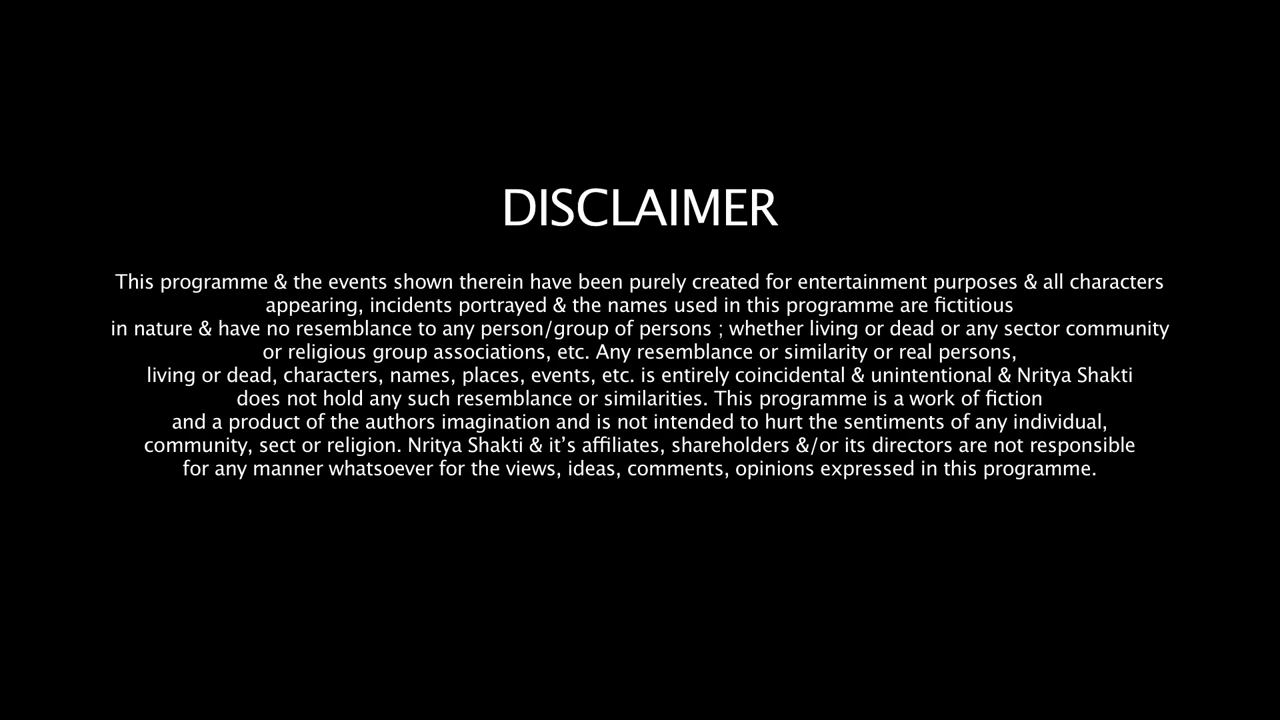 DISCLAIMER
This programme & the events shown therein have been purely created for entertainment purposes & all characters
appearing, incidents portrayed & the names used in this programme are fictitious
in nature & have no resemblance to any person/group of persons ; whether living or dead or any sector community
or religious group associations, etc. Any resemblance or similarity or real persons,
living or dead, characters, names, places, events, etc. is entirely coincidental & unintentional & Nritya Shakti
does not hold any such resemblance or similarities. This programme is a work of fiction
and a product of the authors imagination and is not intended to hurt the sentiments of any individual,
community, sect or religion. Nritya Shakti & it’s affiliates, shareholders &/or its directors are not responsible
for any manner whatsoever for the views, ideas, comments, opinions expressed in this programme.